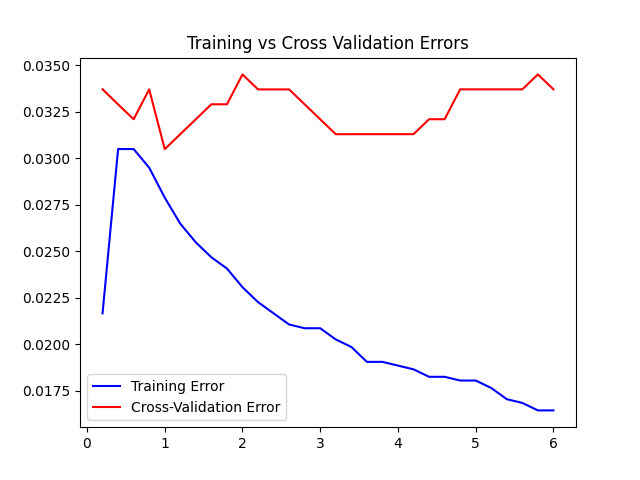 Training vs Cross Validation Errors
0.0350
0.0325
0.0300
0.0275
0.0250
0.0225
0.0200
0.0175
Training Error
Cross-Validation Error
0 1 2 3 4 5 6